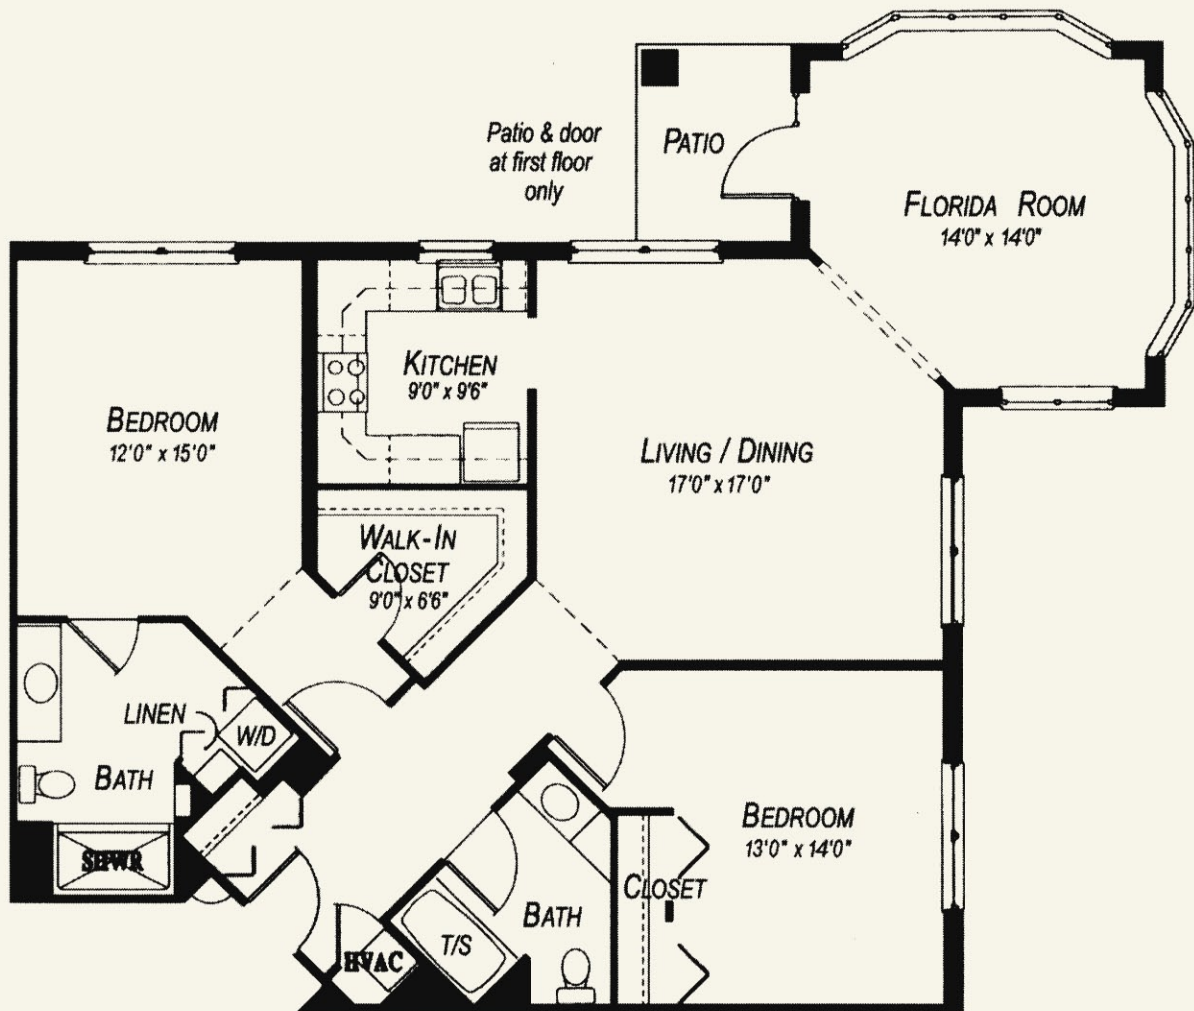 Patio & door
at first floor
only
PATIO
FLORIDA ROOM
14'0" x 14'0"
KITCHEN
9'0" x 9'6"
BEDROOM
12'0" x 15'0"
LIVING / DINING
17'0" x 17'0"
WALK-IN
CLOSET
9'0" x 6'6"
LINEN
W/D
BATH
SHWR
BEDROOM
13'0" x 14'0"
CLOSET
BATH
T/S
HVAC